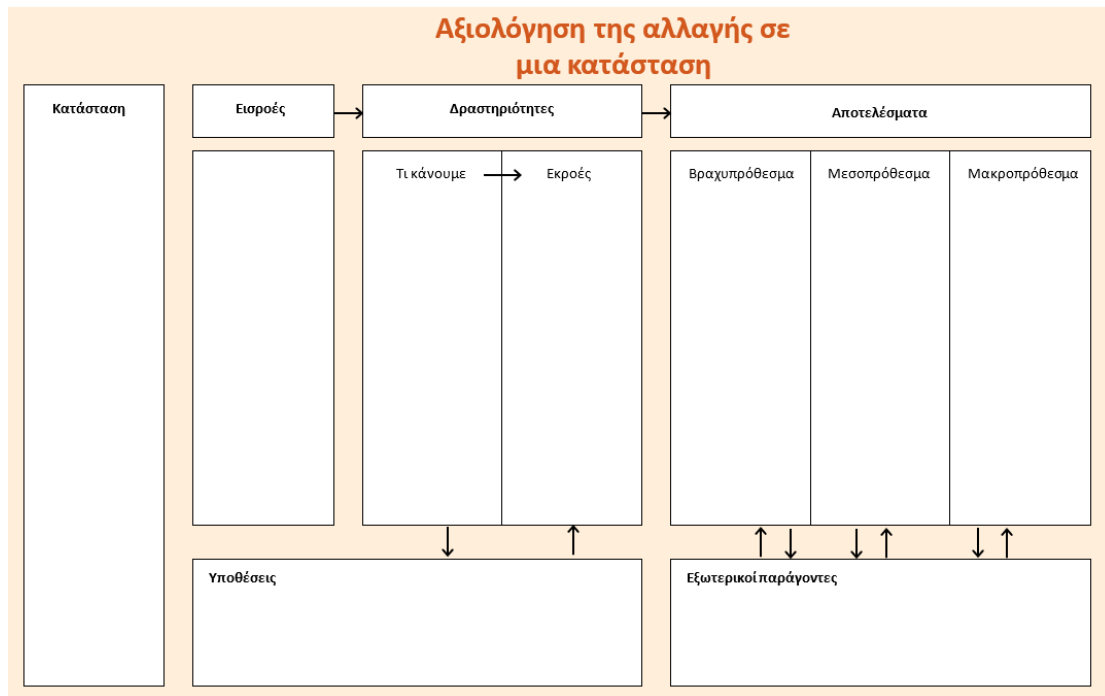 Αξιολόγηση της αλλαγής σε
μια κατάσταση
Κατάσταση
Εισροές
Δραστηριότητες
Αποτελέσματα
Τι κάνουμε
Εκροές
Βραχυπρόθεσμα
Μεσοπρόθεσμα
Μακροπρόθεσμα
Υποθέσεις
Εξωτερικοί παράγοντες